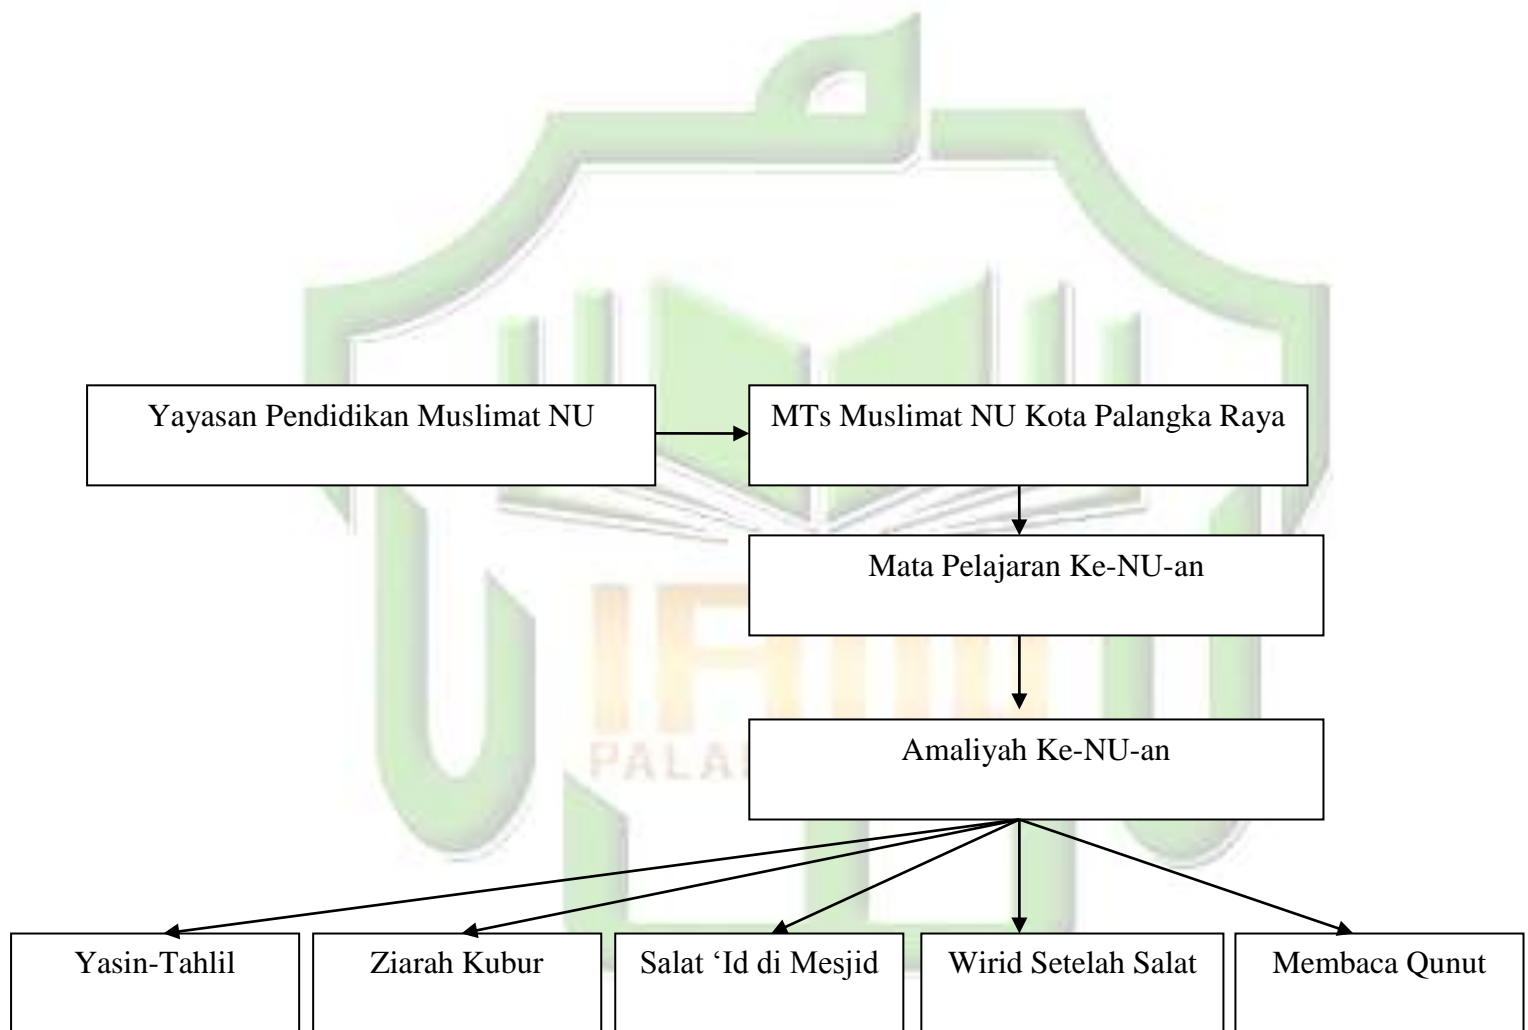 Yayasan Pendidikan Muslimat NU
MTs Muslimat NU Kota Palangka Raya
Mata Pelajaran Ke-NU-an
Amaliyah Ke-NU-an
PALA
Yasin-Tahlil
Ziarah Kubur
Salat ‘Id di Mesjid
Wirid Setelah Salat
Membaca Qunut